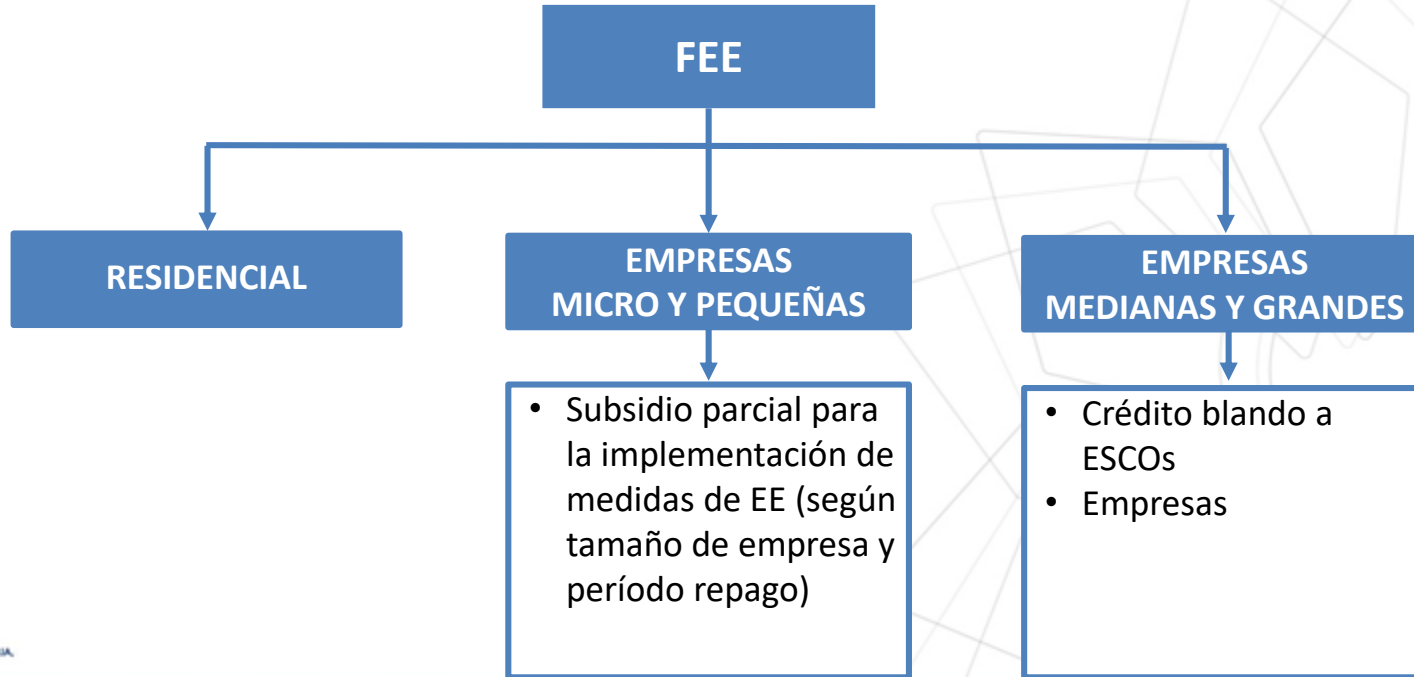 FEE
RESIDENCIAL
EMPRESAS
MICRO Y PEQUEÑAS
EMPRESAS
MEDIANAS Y GRANDES
• Subsidio parcial para
la implementación de
medidas de EE (según
tamaño de empresa y
período repago)
• Crédito blando a
ESCOs
• Empresas